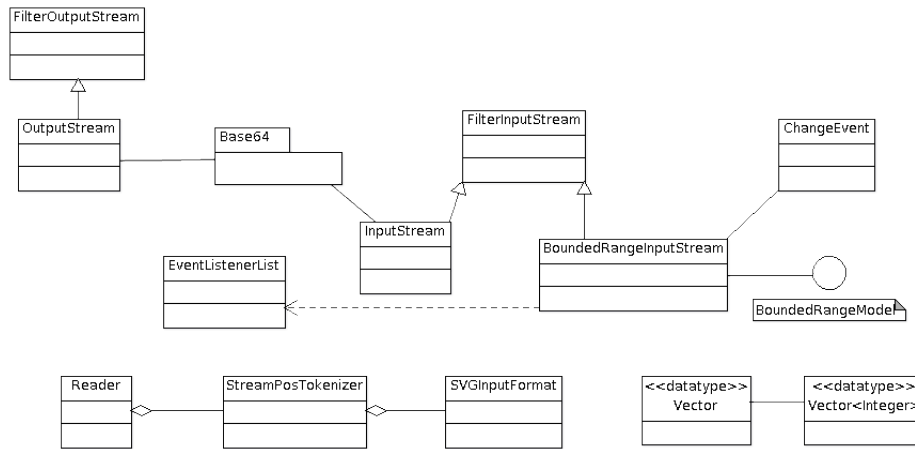 FilterOutputStream
OutputStream
Base64
FilterInputStream
ChangeEvent
InputStream
BoundedRangeInputStream
EventListenerList
BoundedRangeModel
Reader
StreamPosTokenizer
SVGInputFormat
<<datatype>>
Vector
<<datatype>>
Vector<Integer>